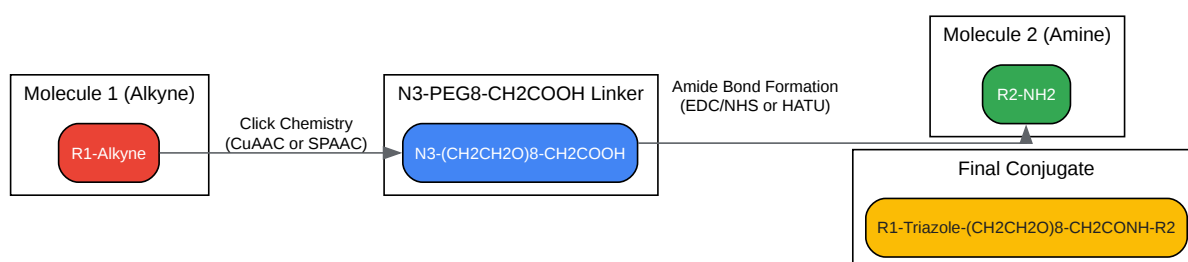 Molecule 1 (Alkyne)
R1-Alkyne
Click Chemistry
(CuAAC or SPAAC)
N3-PEG8-CH2COOH Linker
N3-(CH2CH2O)8-CH2COOH
Amide Bond Formation
(EDC/NHS or HATU)
Molecule 2 (Amine)
R2-NH2
Final Conjugate
R1-Triazole-(CH2CH2O)8-CH2CONH-R2